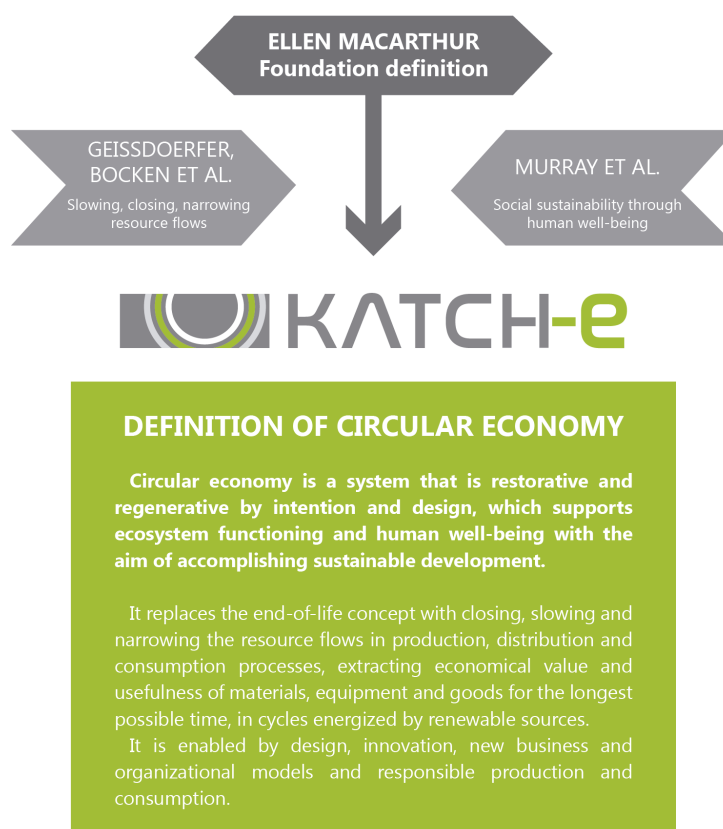 ELLEN MACARTHUR
Foundation definition
GEISSDOERFER,
BOCKEN ET AL.
Slowing, closing, narrowing
resource flows
MURRAY ET AL.
Social sustainability through
human well-being
KATCH-e
DEFINITION OF CIRCULAR ECONOMY
Circular economy is a system that is restorative and
regenerative by intention and design, which supports
ecosystem functioning and human well-being with the
aim of accomplishing sustainable development.
It replaces the end-of-life concept with closing, slowing and
narrowing the resource flows in production, distribution and
consumption processes, extracting economical value and
usefulness of materials, equipment and goods for the longest
possible time, in cycles energized by renewable sources.
It is enabled by design, innovation, new business and
organizational models and responsible production and
consumption.